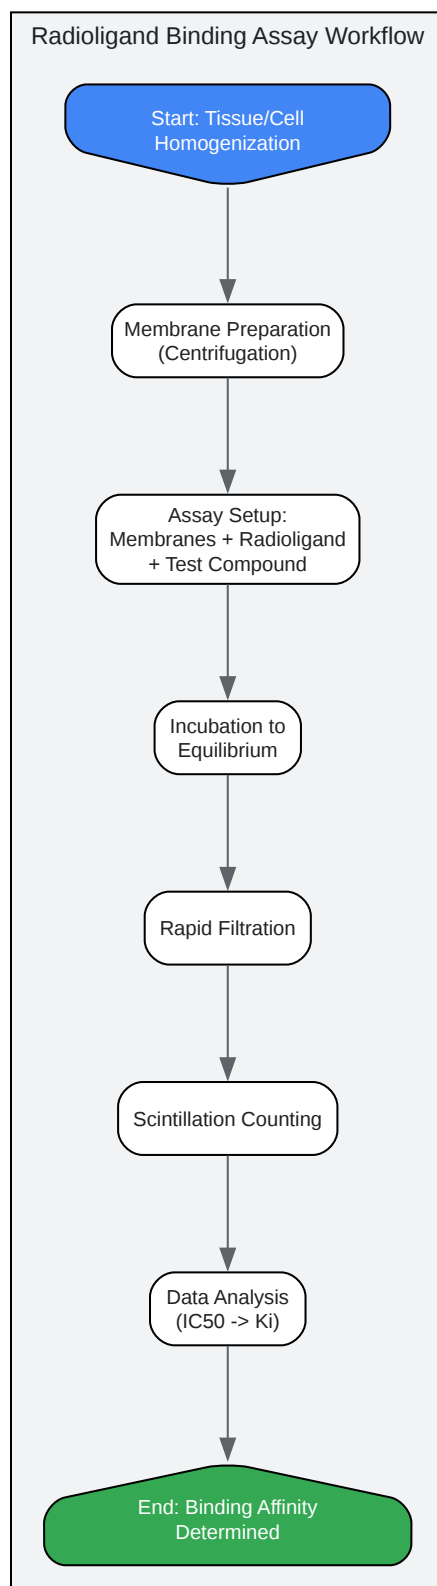 Radioligand Binding Assay Workflow
Start: Tissue/Cell
Homogenization
Membrane Preparation
(Centrifugation)
Assay Setup:
Membranes + Radioligand
+ Test Compound
Incubation to
Equilibrium
Rapid Filtration
Scintillation Counting
Data Analysis
(IC50 -> Ki)
End: Binding Affinity
Determined